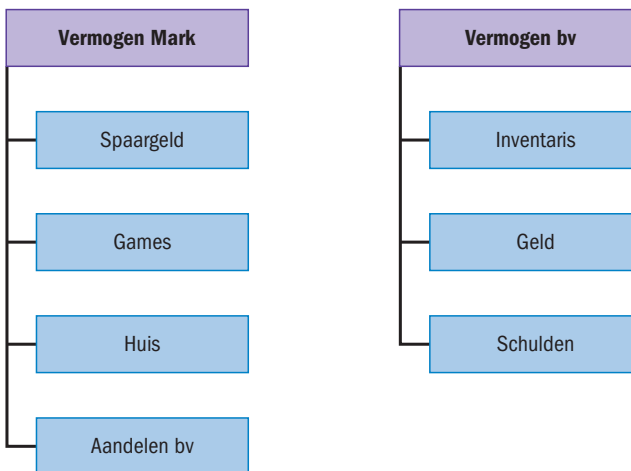 Vermogen Mark
Spaargeld
Games
Huis
Aandelen bv
Vermogen bv
Inventaris
Geld
Schulden